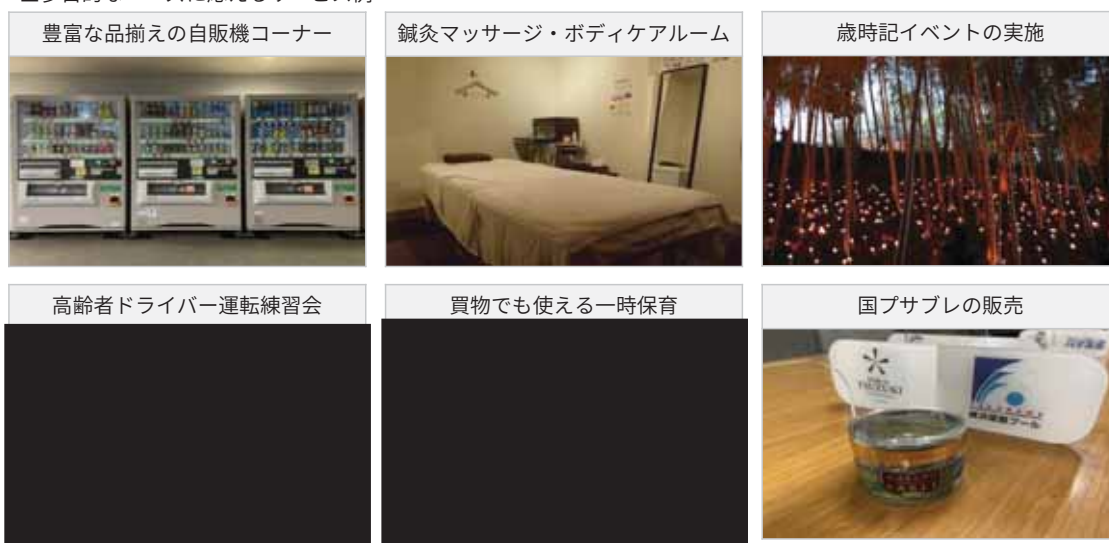 豊富な品揃えの自販機コーナー
鍼灸マッサージ・ボディケアルーム
歳時記イベントの実施
高齢者ドライバー運転練習会
買物でも使える一時保育
国プサブレの販売
TSUZUKI